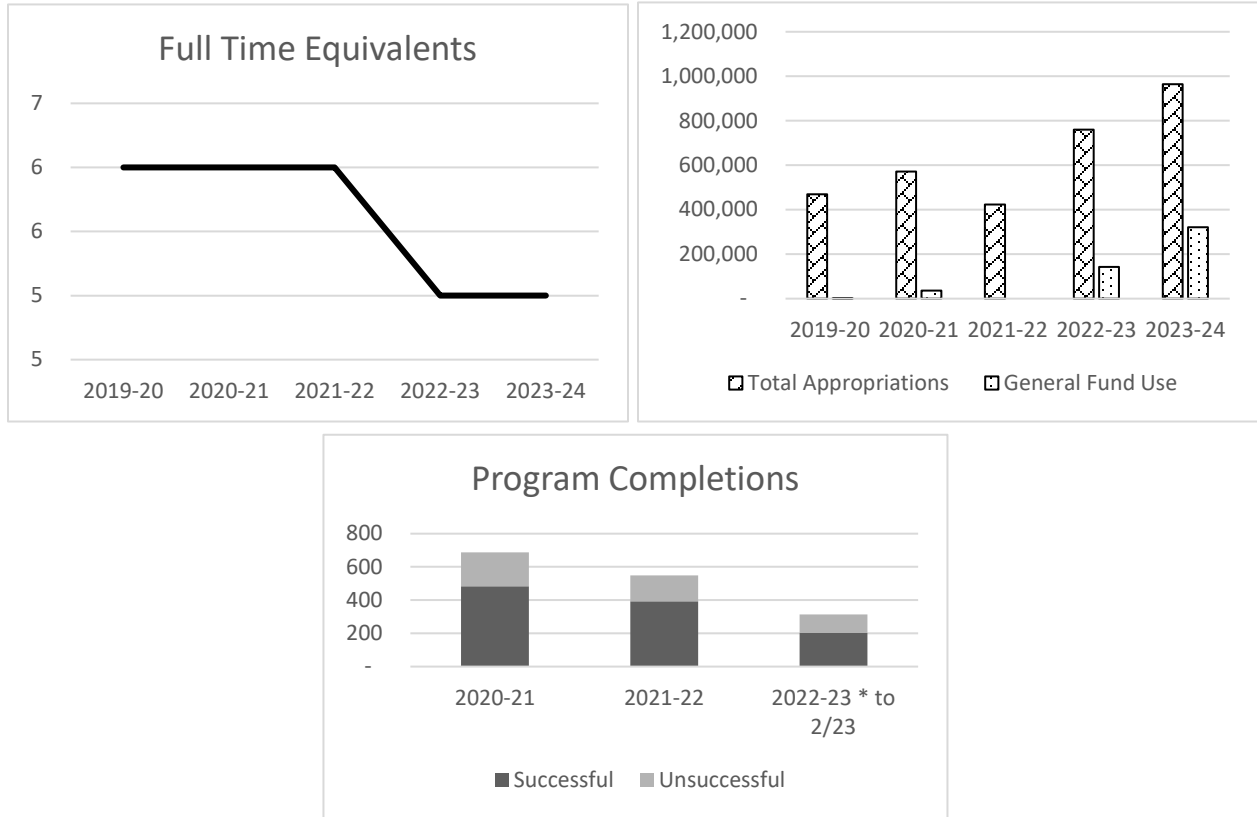 Full Time Equivalents
7
6
6
5
5
2019-20 2020-21 2021-22 2022-23 2023-24
1,200,000
1,000,000
800,000
600,000
400,000
200,000
-
2019-20 2020-21 2021-22 2022-23 2023-24
Total Appropriations General Fund Use
Program Completions
800
600
400
200
-
2020-21 2021-22 2022-23 * to
2/23
Successful Unsuccessful